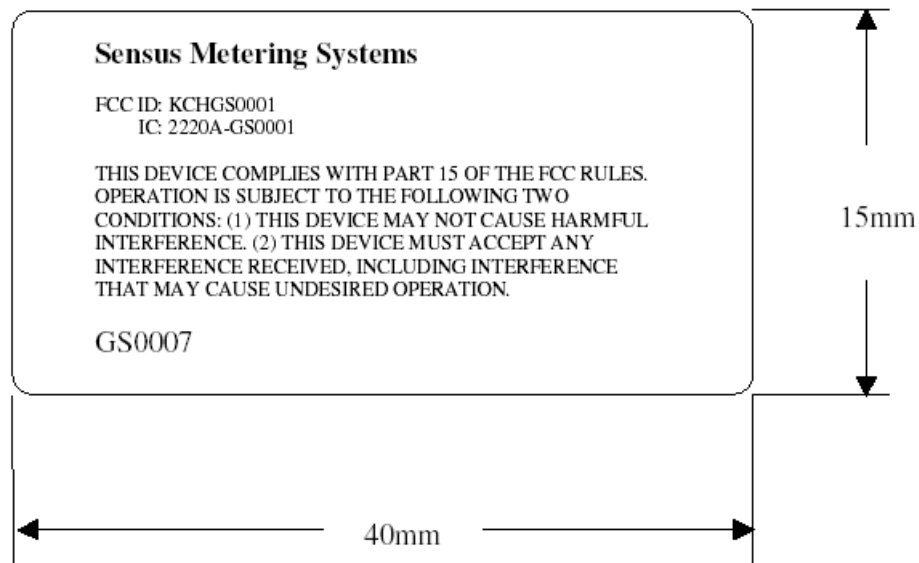 Sensus Metering Systems
FCC ID: KCHGS0001
IC: 2220A-GS0001
THIS DEVICE COMPLIES WITH PART 15 OF THE FCC RULES.
OPERATION IS SUBJECT TO THE FOLLOWING TWO
CONDITIONS: (1) THIS DEVICE MAY NOT CAUSE HARMFUL
INTERFERENCE. (2) THIS DEVICE MUST ACCEPT ANY
INTERFERENCE RECEIVED, INCLUDING INTERFERENCE
THAT MAY CAUSE UNDESIRED OPERATION.
GS0007
15mm
40mm